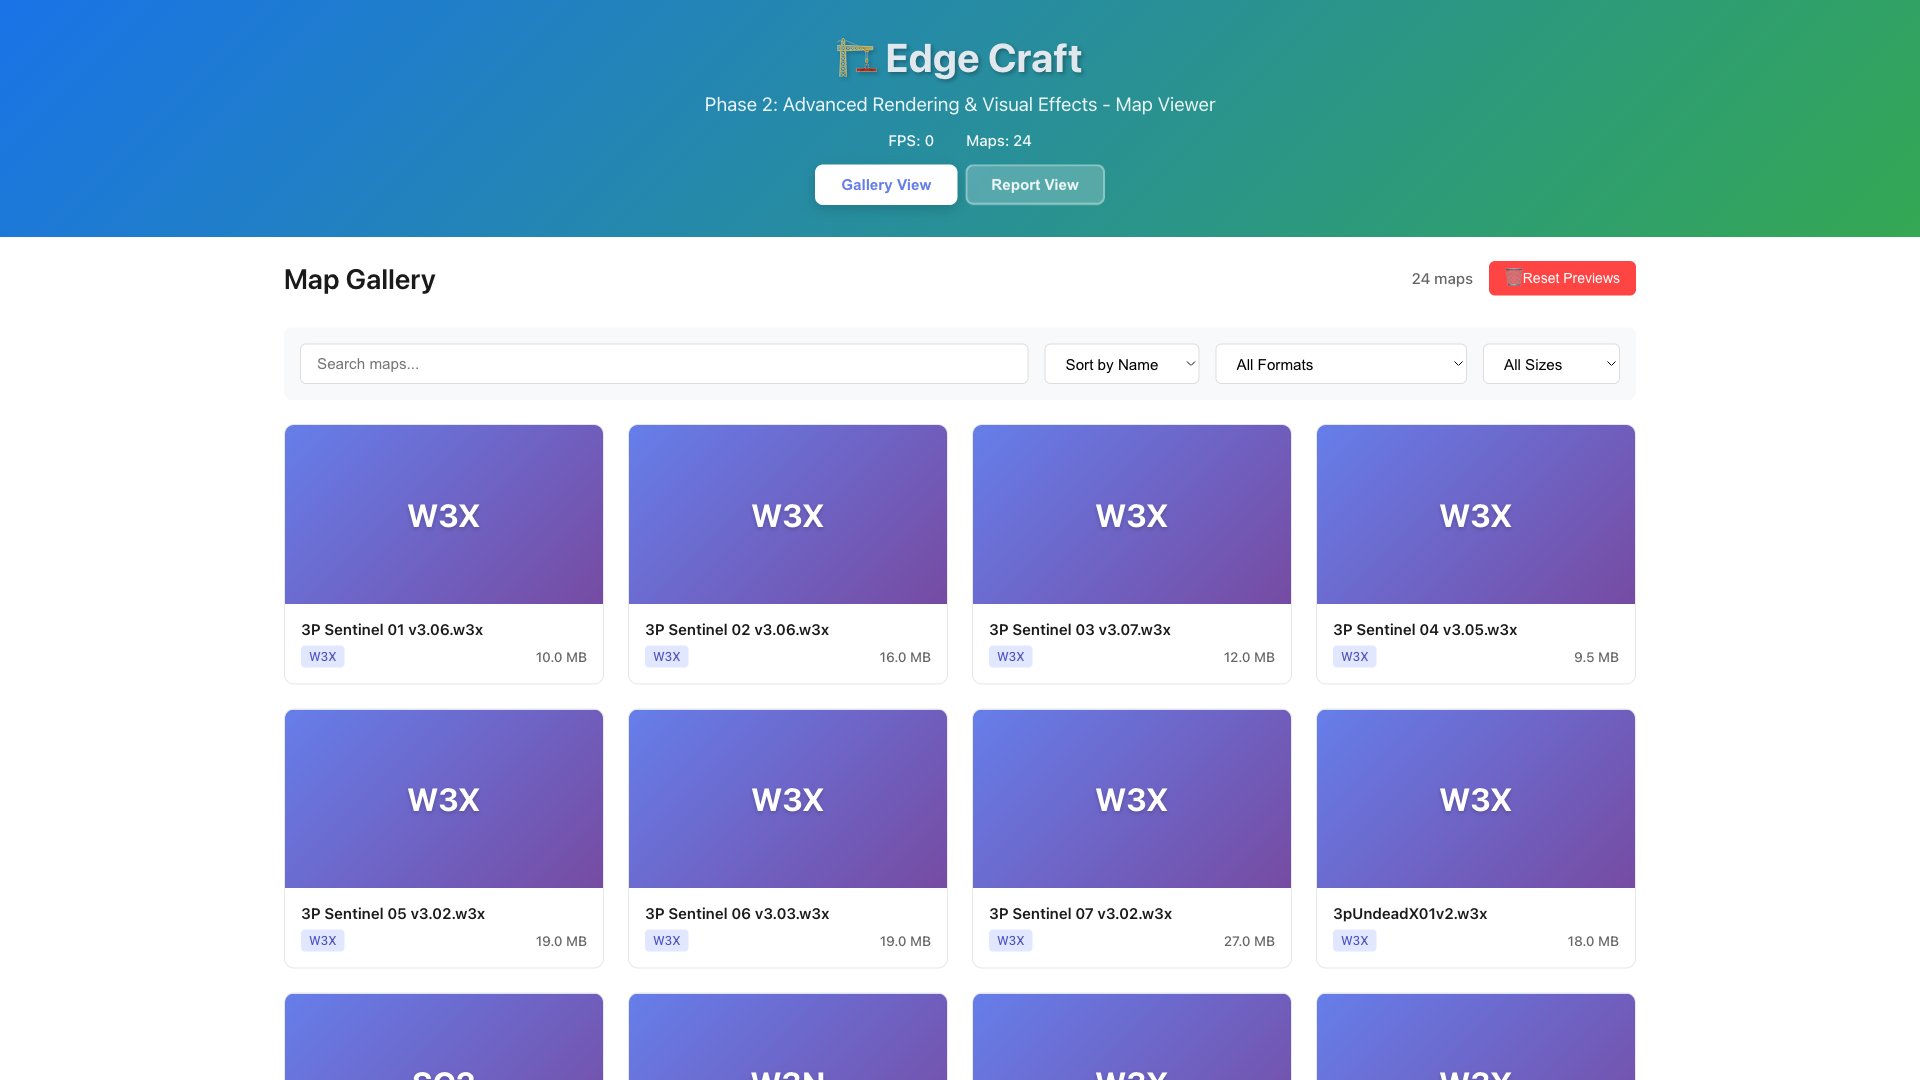 Edge Craft
Phase 2: Advanced Rendering & Visual Effects - Map Viewer
FPS: 0 Maps: 24
Gallery View Report View
Map Gallery
24 maps
Reset Previews
Search maps...
Sort by Name
All Formats
All Sizes
W3X
3P Sentinel 01 v3.06.w3x
W3X 10.0 MB
W3X
3P Sentinel 02 v3.06.w3x
W3X 16.0 MB
W3X
3P Sentinel 03 v3.07.w3x
W3X 12.0 MB
W3X
3P Sentinel 04 v3.05.w3x
W3X 9.5 MB
W3X
3P Sentinel 05 v3.02.w3x
W3X 19.0 MB
W3X
3P Sentinel 06 v3.03.w3x
W3X 19.0 MB
W3X
3P Sentinel 07 v3.02.w3x
W3X 27.0 MB
W3X
3pUndeadX01v2.w3x
W3X 18.0 MB
SC2
W3N
W3X
W3X